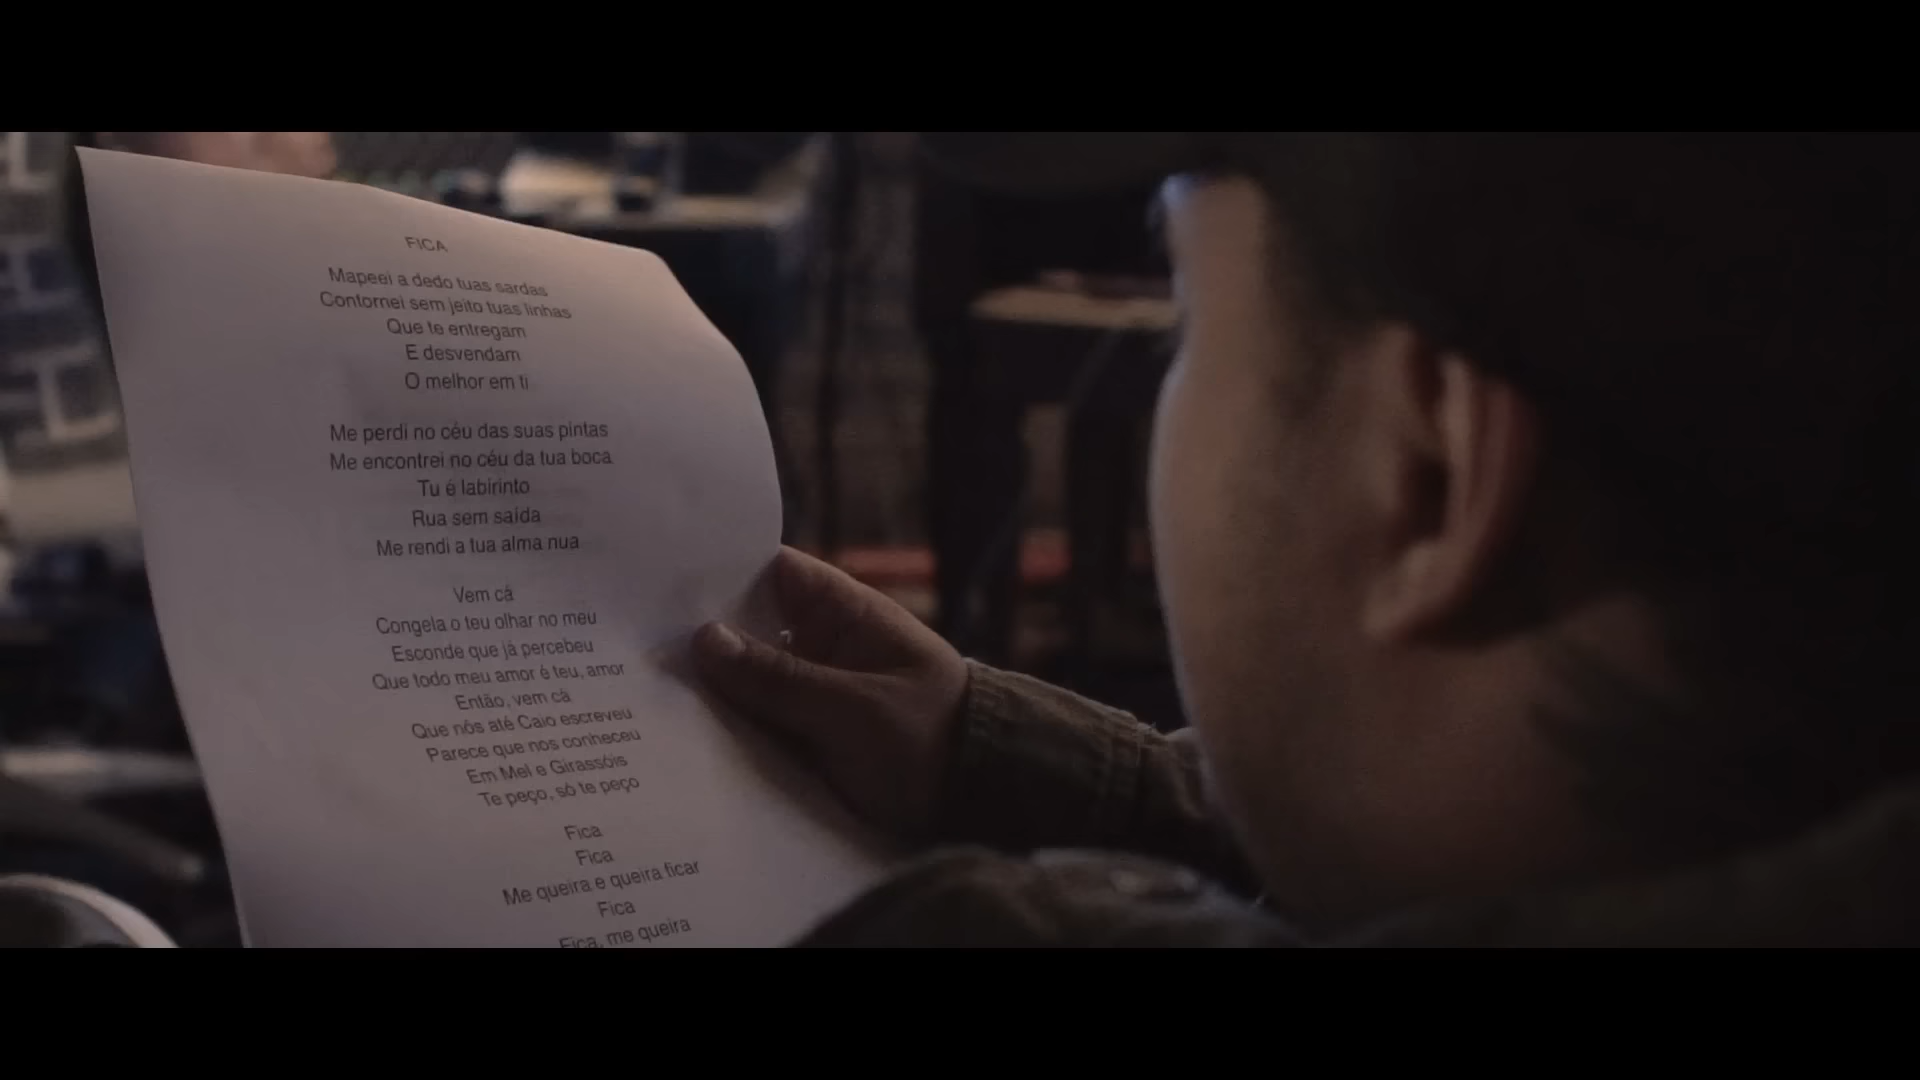 FICA
Mapeei a dedo tuas sardas
Contornei sem jeito tuas linhas
Que te entregam
E desvendam
O melhor em ti
Me perdi no céu das suas pintas
Me encontrei no céu da tua boca
Tu é labirinto
Rua sem saída
Me rendi a tua alma nua
Vem cá
Congela o teu olhar no meu
Esconde que já percebeu
Que todo meu amor é teu, amor
Então, vem cá
Que nós até Caio escreveu
Parece que nos conheceu
Em Mel e Girassóis
Te peço, só te peço
Fica
Fica
Me queira e queira ficar
Fica
Fica, me queira